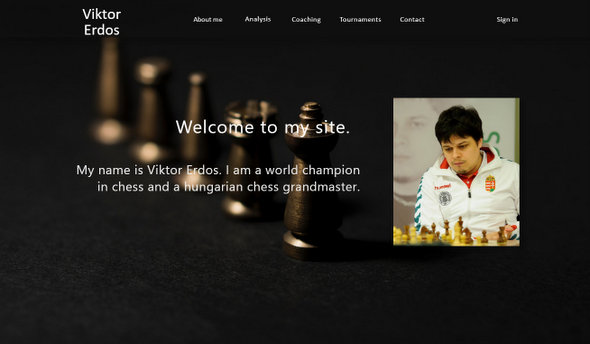 Viktor
Erdos
About me
Analysis
Coaching
Tournaments
Contact
Sign in
Welcome to my site.
My name is Viktor Erdos. I am a world champion
in chess and a hungarian chess grandmaster.